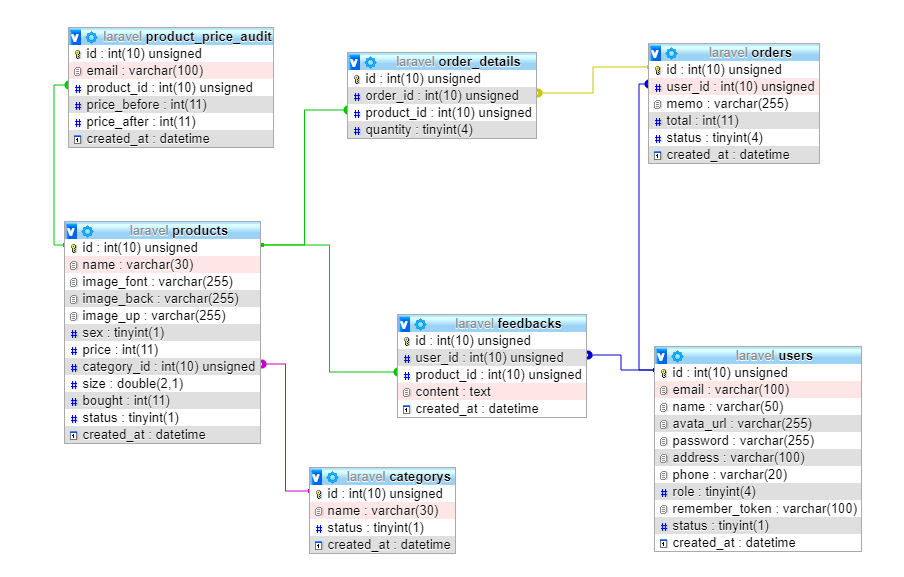 laravel product_price_audit
id : int(10) unsigned
email : varchar(100)
product_id : int(10) unsigned
price_before : int(11)
price_after : int(11)
created_at : datetime
laravel order_details
id : int(10) unsigned
order_id : int(10) unsigned
product_id : int(10) unsigned
quantity : tinyint(4)
laravel orders
id : int(10) unsigned
user_id : int(10) unsigned
memo : varchar(255)
total : int(11)
status : tinyint(4)
created_at : datetime
laravel products
id : int(10) unsigned
name : varchar(30)
image_font : varchar(255)
image_back : varchar(255)
image_up : varchar(255)
sex : tinyint(1)
price : int(11)
category_id : int(10) unsigned
size : double(2,1)
bought : int(11)
status : tinyint(1)
created_at : datetime
laravel feedbacks
id : int(10) unsigned
user_id : int(10) unsigned
product_id : int(10) unsigned
content : text
created_at : datetime
laravel users
id : int(10) unsigned
email : varchar(100)
name : varchar(50)
avata_url : varchar(255)
password : varchar(255)
address : varchar(100)
phone : varchar(20)
role : tinyint(4)
remember_token : varchar(100)
status : tinyint(1)
created_at : datetime
laravel categorys
id : int(10) unsigned
name : varchar(30)
status : tinyint(1)
created_at : datetime